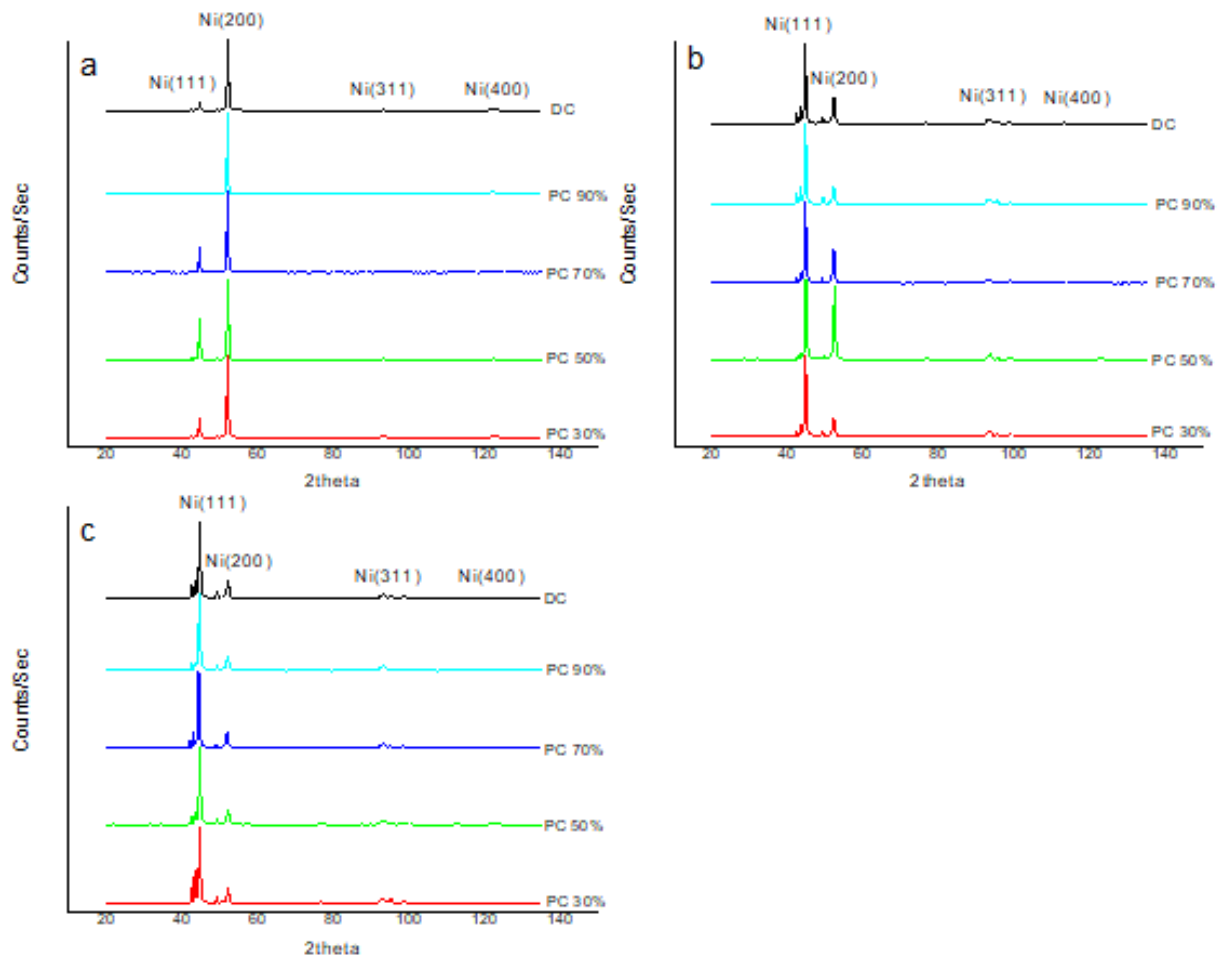 Ni(200)
a
Ni(111)
Ni(311)
Ni(400)
DC
PC 90%
PC 70%
PC 50%
PC 30%
Counts/Sec
20 40 60 80 100 120 140
2theta
Ni(111)
b
Ni(200)
Ni(311)
Ni(400)
DC
PC 90%
PC 70%
PC 50%
PC 30%
Counts/Sec
20 40 60 80 100 120 140
2theta
Ni(111)
c
Ni(200)
Ni(311)
Ni(400)
DC
PC 90%
PC 70%
PC 50%
PC 30%
Counts/Sec
20 40 60 80 100 120 140
2theta